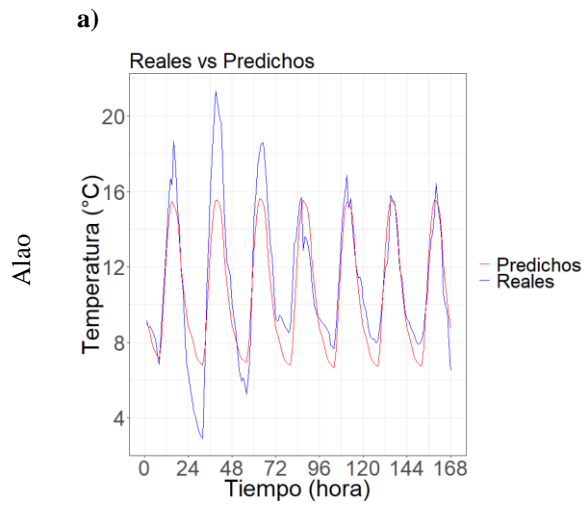 a)
Reales vs Predichos
Alao
Temperatura (°C)
20
16
12
8
4
Predichos
Reales
0 24 48 72 96 120 144 168
Tiempo (hora)